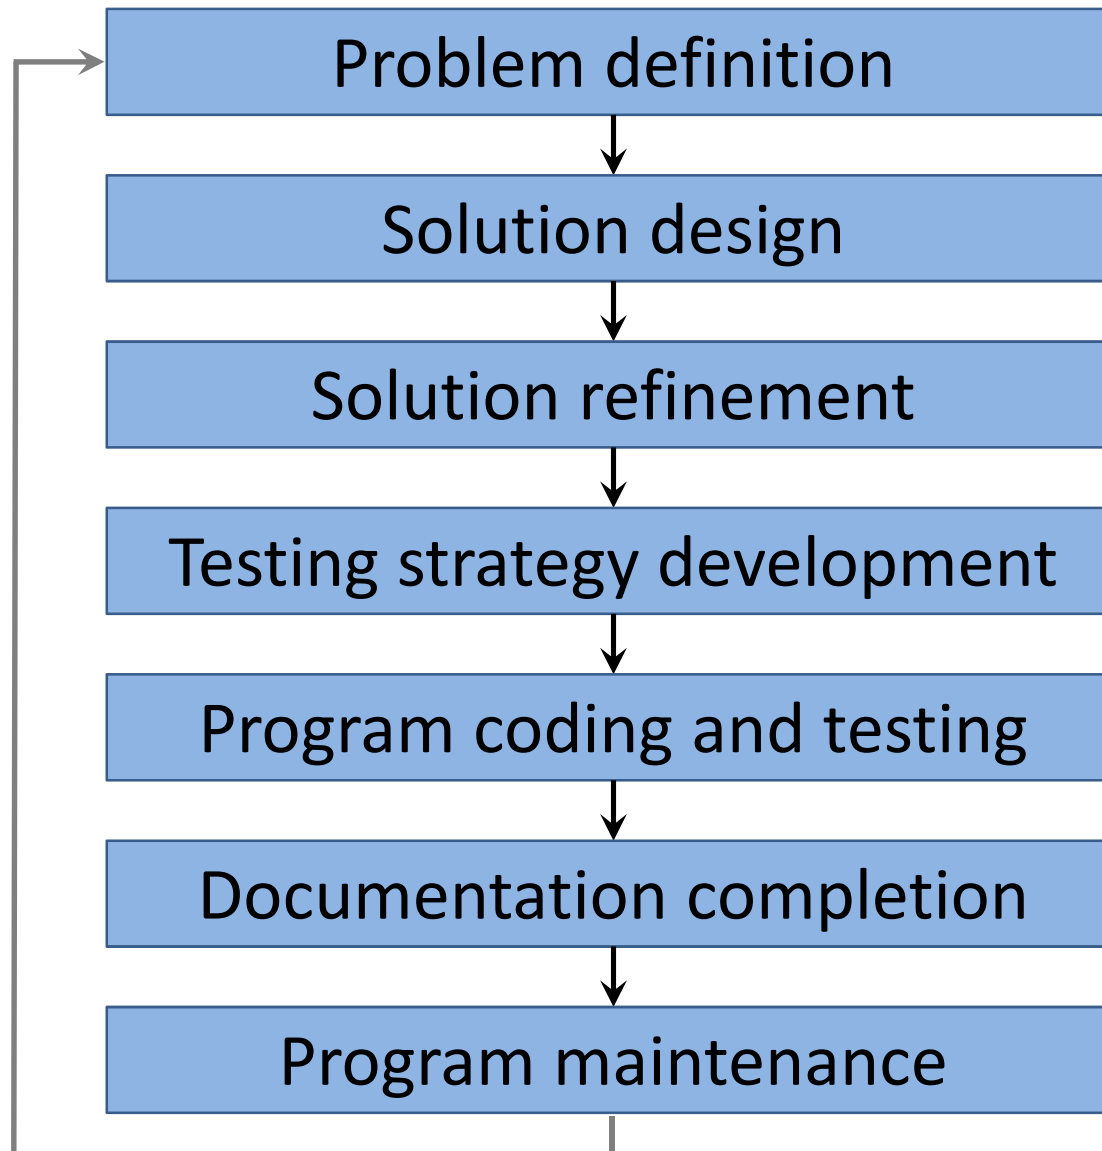 Problem definition
Solution design
Solution refinement
Testing strategy development
Program coding and testing
Documentation completion
Program maintenance